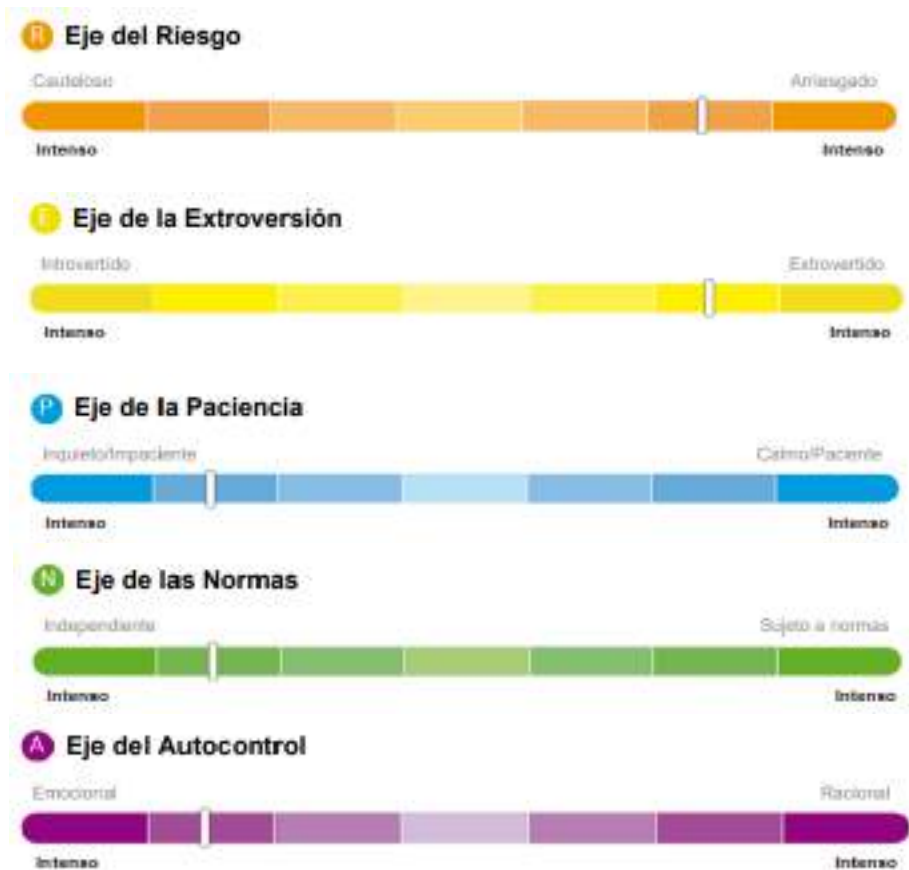 R Eje del Riesgo
Cauteloso Arriesgado
Intenso Intenso
E Eje de la Extroversión
Introvertido Extrovertido
Intenso Intenso
P Eje de la Paciencia
Inquieto/Impaciente Calmo/Paciente
Intenso Intenso
N Eje de las Normas
Independiente Sujeto a normas
Intenso Intenso
A Eje del Autocontrol
Emocional Racional
Intenso Intenso